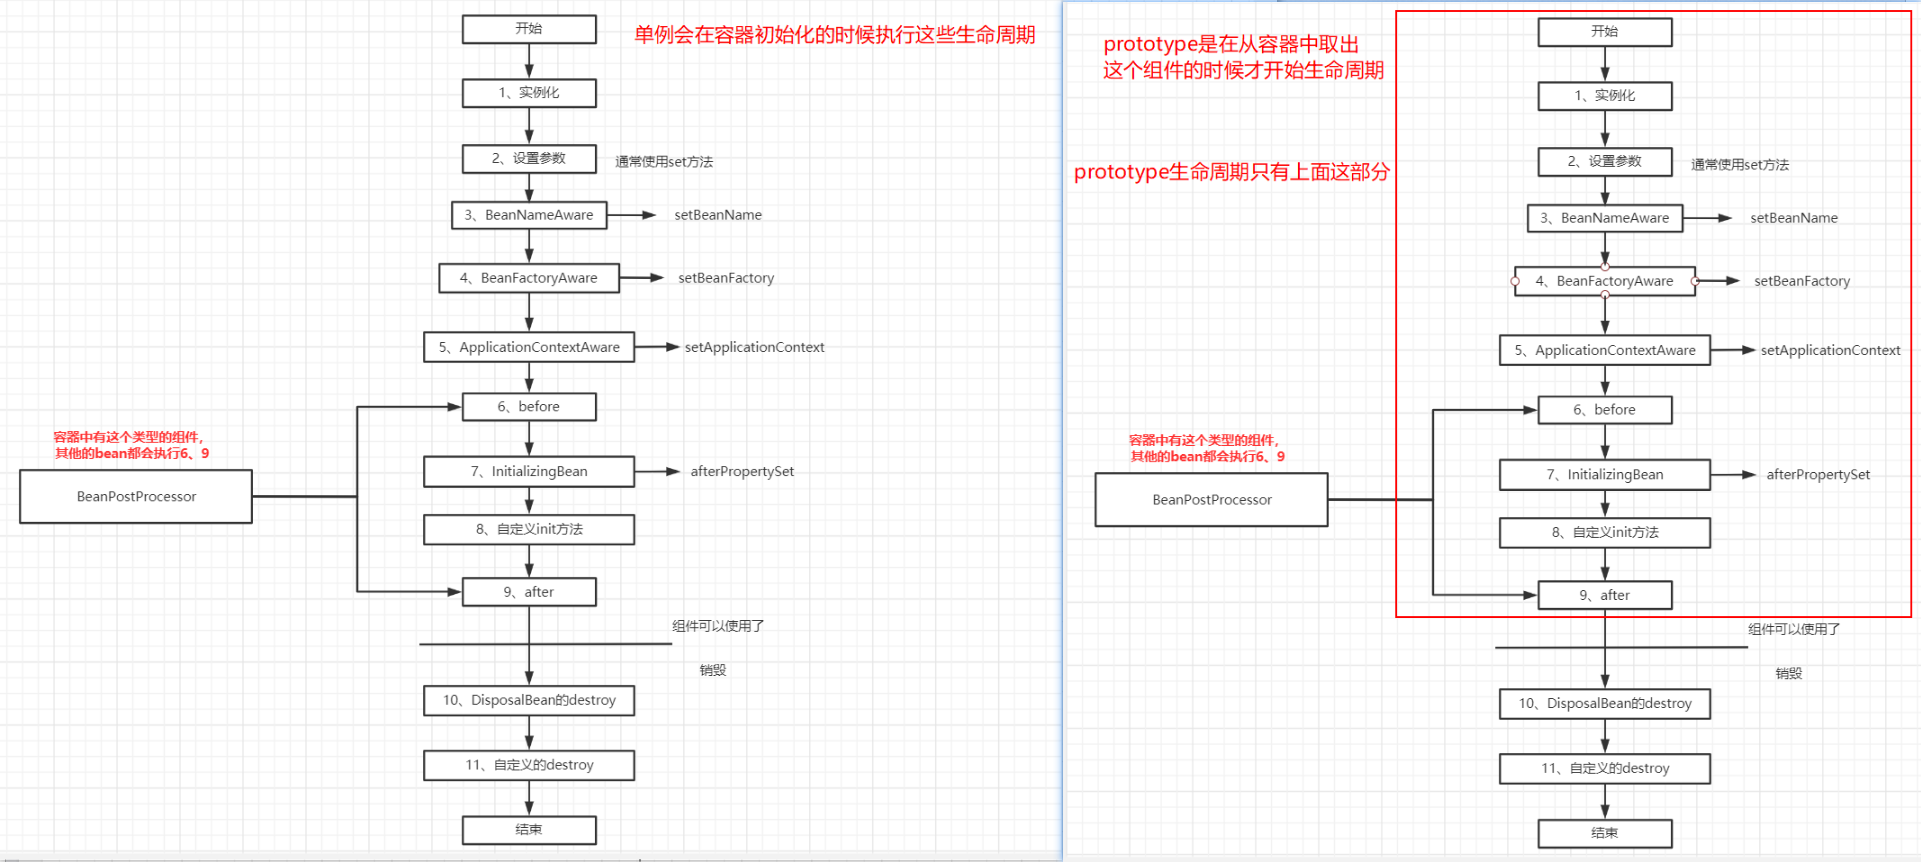 开始
单例会在容器初始化的时候执行这些生命周期
1、实例化
2、设置参数
通常使用set方法
3、BeanNameAware
setBeanName
4、BeanFactoryAware
setBeanFactory
5、ApplicationContextAware
setApplicationContext
6、before
容器中有这个类型的组件，
其他的bean都会执行6、9
BeanPostProcessor
7、InitializingBean
afterPropertySet
8、自定义init方法
9、after
组件可以使用了
销毁
10、DisposalBean的destroy
11、自定义的destroy
结束
prototype是在从容器中取出
这个组件的时候才开始生命周期
prototype生命周期只有上面这部分
开始
1、实例化
2、设置参数
通常使用set方法
3、BeanNameAware
setBeanName
4、BeanFactoryAware
setBeanFactory
5、ApplicationContextAware
setApplicationContext
6、before
容器中有这个类型的组件，
其他的bean都会执行6、9
BeanPostProcessor
7、InitializingBean
afterPropertySet
8、自定义init方法
9、after
组件可以使用了
销毁
10、DisposalBean的destroy
11、自定义的destroy
结束